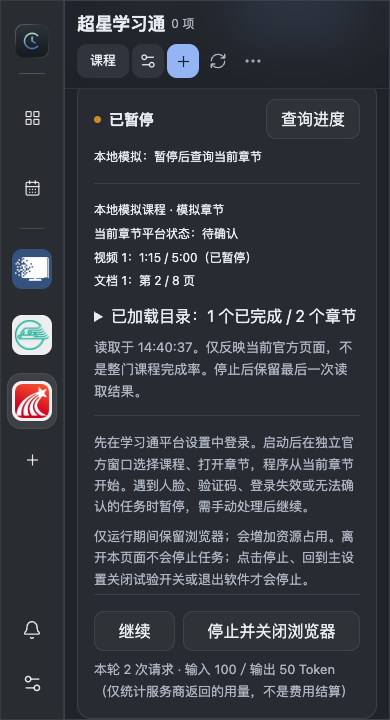 超星学习通 0 项
课程
已暂停
查询进度
本地模拟：暂停后查询当前章节
本地模拟课程 · 模拟章节
当前章节平台状态：待确认
视频 1：1:15 / 5:00（已暂停）
文档 1：第 2 / 8 页
▶ 已加载目录：1 个已完成 / 2 个章节
读取于 14:40:37。仅反映当前官方页面，不
是整门课程完成率。停止后保留最后一次读
取结果。
先在学习通平台设置中登录。启动后在独立官
方窗口选择课程、打开章节，程序从当前章节
开始。遇到人脸、验证码、登录失效或无法确
认的任务时暂停，需手动处理后继续。
仅运行期间保留浏览器；会增加资源占用。离
开本页面不会停止任务；点击停止、回到主设
置关闭试验开关或退出软件才会停止。
继续
停止并关闭浏览器
本轮 2 次请求 · 输入 100 / 输出 50 Token
（仅统计服务商返回的用量，不是费用结算）